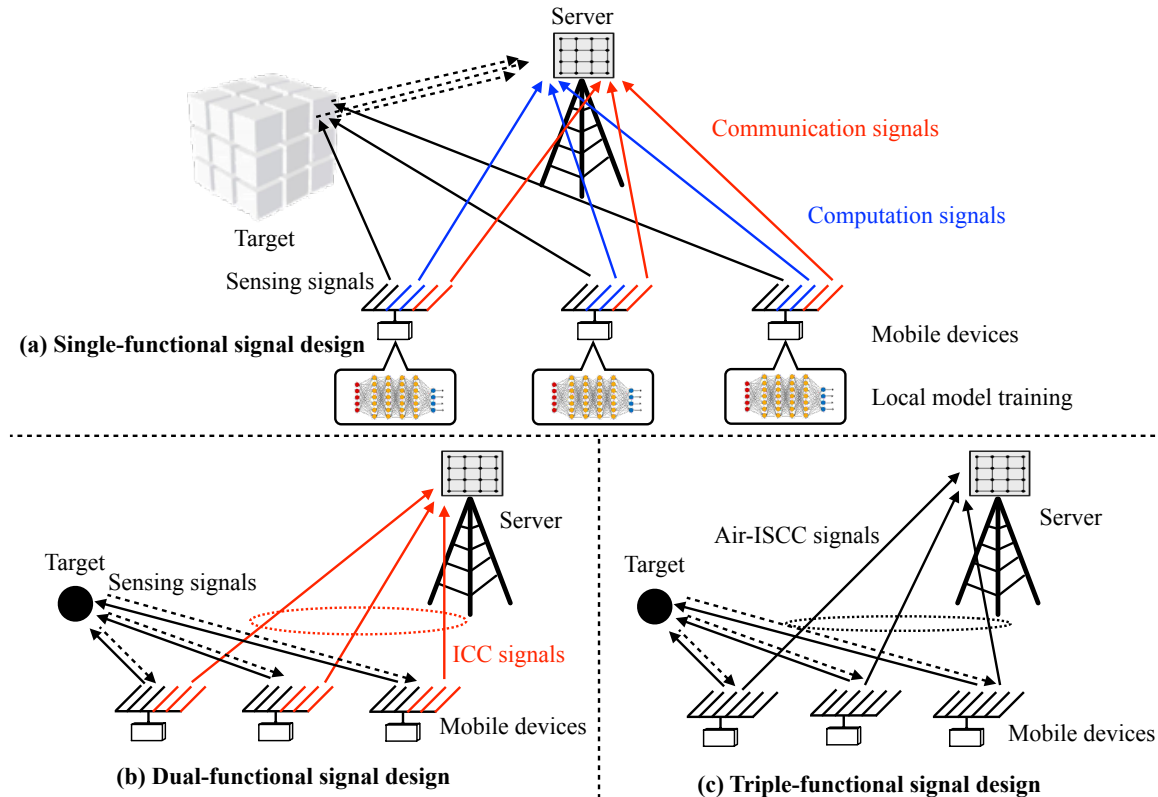 Server
Communication signals
Computation signals
Target
Sensing signals
Mobile devices
(a) Single-functional signal design
Local model training
Server
Target
Sensing signals
ICC signals
Mobile devices
(b) Dual-functional signal design
Air-ISCC signals
Server
Target
Mobile devices
(c) Triple-functional signal design